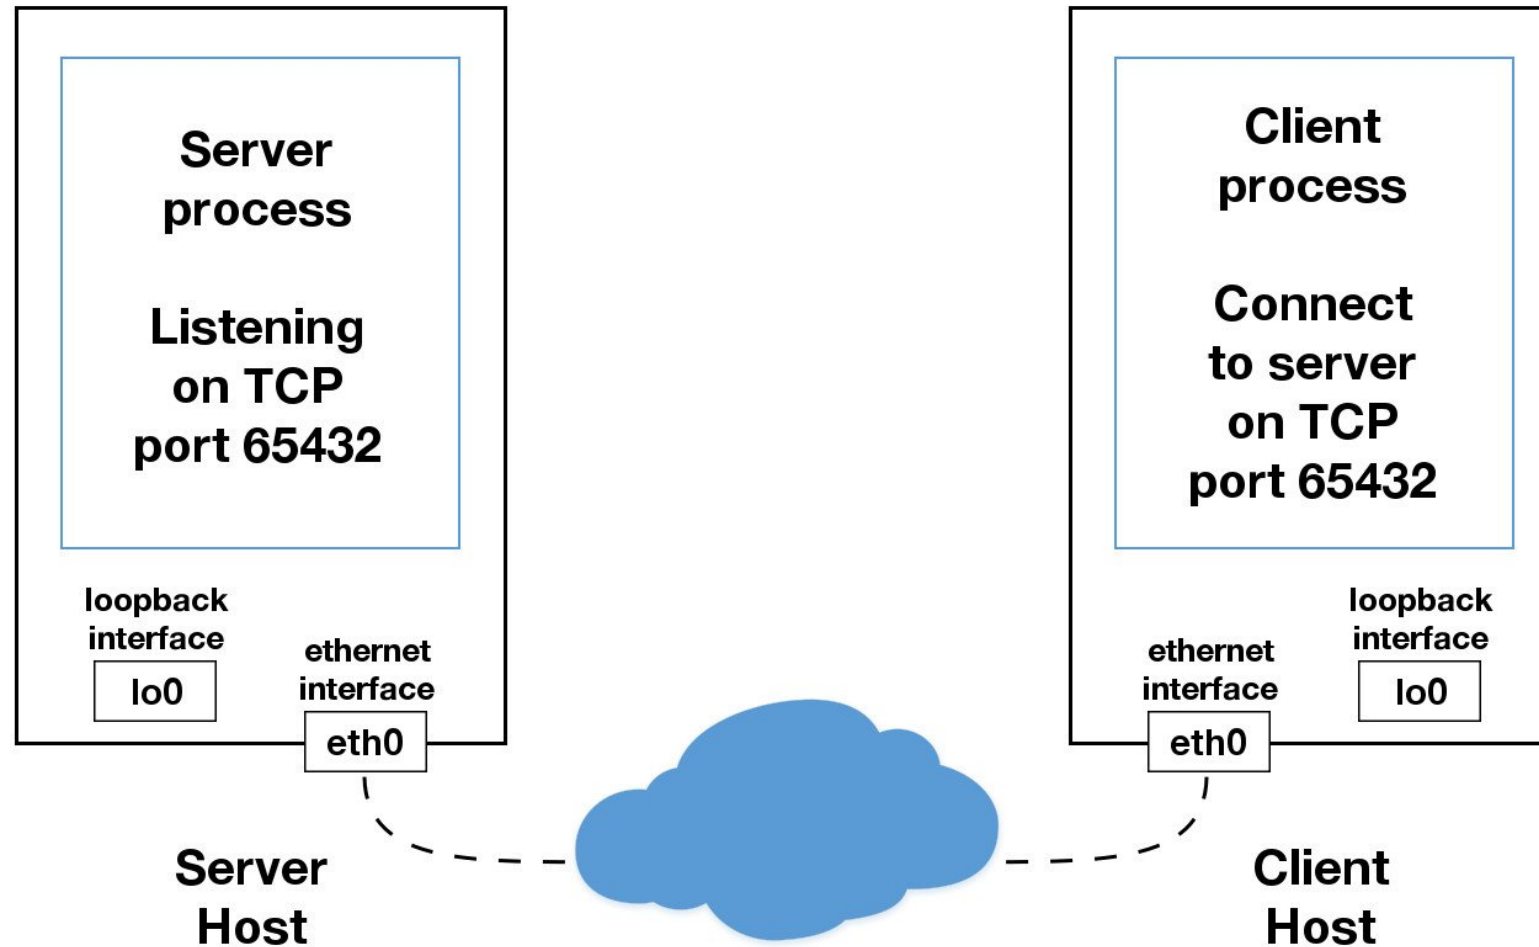 Server
process
Listening
on TCP
port 65432
loopback
interface
lo0
ethernet
interface
eth0
Server
Host
Client
process
Connect
to server
on TCP
port 65432
ethernet
interface
eth0
loopback
interface
lo0
Client
Host